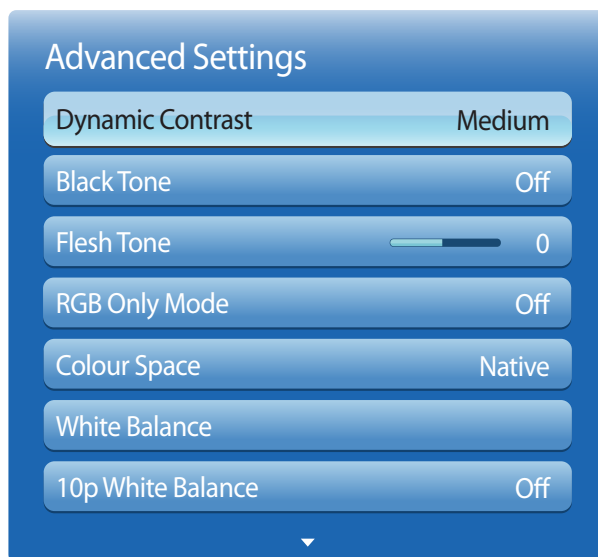 Advanced Settings
Dynamic Contrast Medium
Black Tone Off
Flesh Tone 0
RGB Only Mode Off
Colour Space Native
White Balance
10p White Balance Off